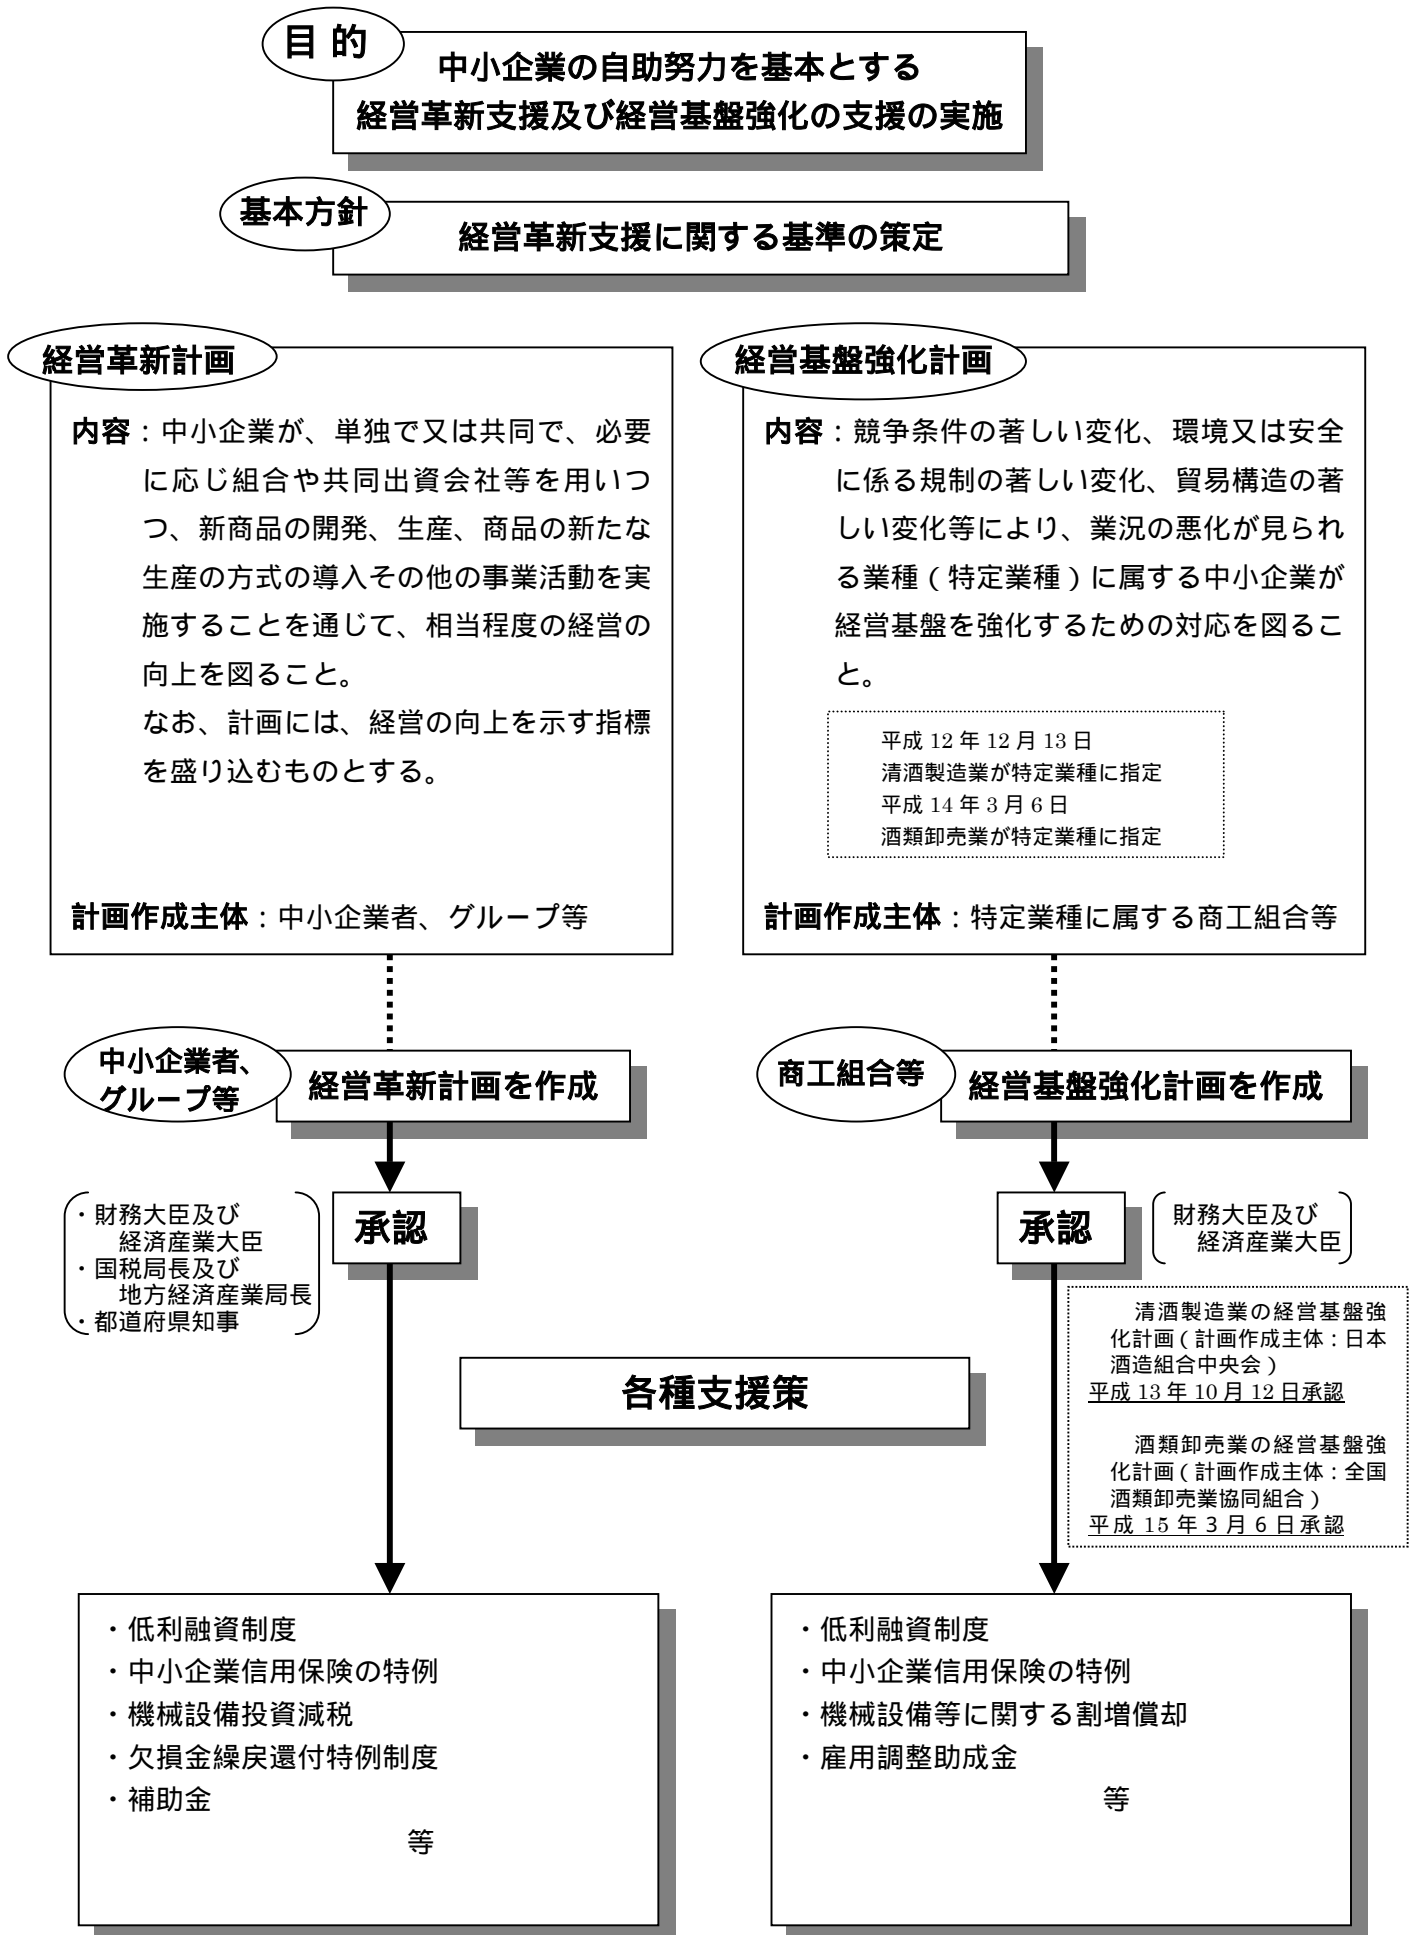 目 的
中小企業の自助努力を基本とする
経営革新支援及び経営基盤強化の支援の実施
基本方針
経営革新支援に関する基準の策定
経営革新計画
内容：中小企業が、単独で又は共同で、必要
に応じ組合や共同出資会社等を用いつ
つ、新商品の開発、生産、商品の新たな
生産の方式の導入その他の事業活動を実
施することを通じて、相当程度の経営の
向上を図ること。
なお、計画には、経営の向上を示す指標
を盛り込むものとする。
計画作成主体：中小企業者、グループ等
経営基盤強化計画
内容：競争条件の著しい変化、環境又は安全
に係る規制の著しい変化、貿易構造の著
しい変化等により、業況の悪化が見られ
る業種（特定業種）に属する中小企業が
経営基盤を強化するための対応を図るこ
と。
平成 12 年 12 月 13 日
清酒製造業が特定業種に指定
平成 14 年 3 月 6 日
酒類卸売業が特定業種に指定
計画作成主体：特定業種に属する商工組合等
中小企業者、
グループ等
経営革新計画を作成
商工組合等
経営基盤強化計画を作成
・財務大臣及び
経済産業大臣
・国税局長及び
地方経済産業局長
・都道府県知事
承認
承認
財務大臣及び
経済産業大臣
清酒製造業の経営基盤強
化計画（計画作成主体：日本
酒造組合中央会）
平成 13 年 10 月 12 日承認
酒類卸売業の経営基盤強
化計画（計画作成主体：全国
酒類卸売業協同組合）
平成 15 年 3 月 6 日承認
各種支援策
・低利融資制度
・中小企業信用保険の特例
・機械設備投資減税
・欠損金繰戻還付特例制度
・補助金
等
・低利融資制度
・中小企業信用保険の特例
・機械設備等に関する割増償却
・雇用調整助成金
等